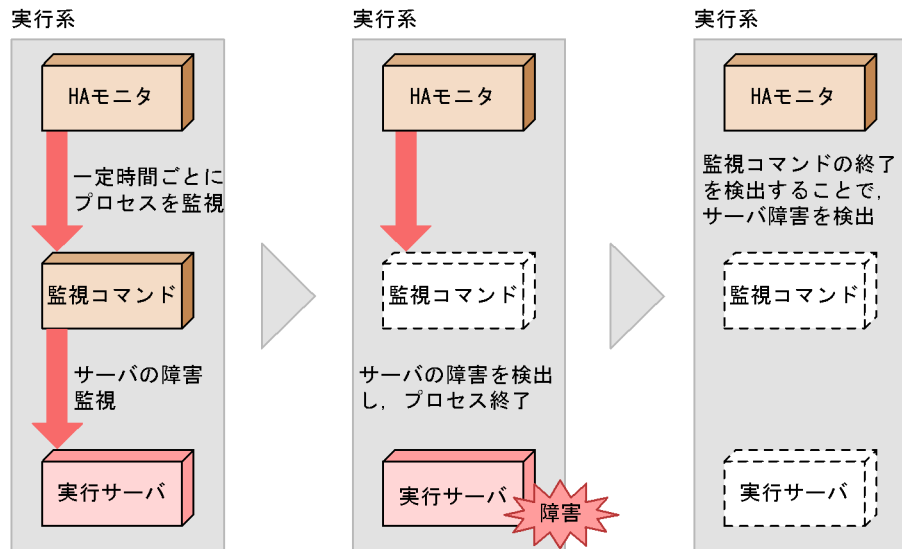 実行系
HAモニタ
一定時間ごとに
プロセスを監視
監視コマンド
サーバの障害
監視
実行サーバ
実行系
HAモニタ
監視コマンド
サーバの障害を検出
し，プロセス終了
実行サーバ
障害
実行系
HAモニタ
監視コマンドの終了
を検出することで，
サーバ障害を検出
監視コマンド
実行サーバ